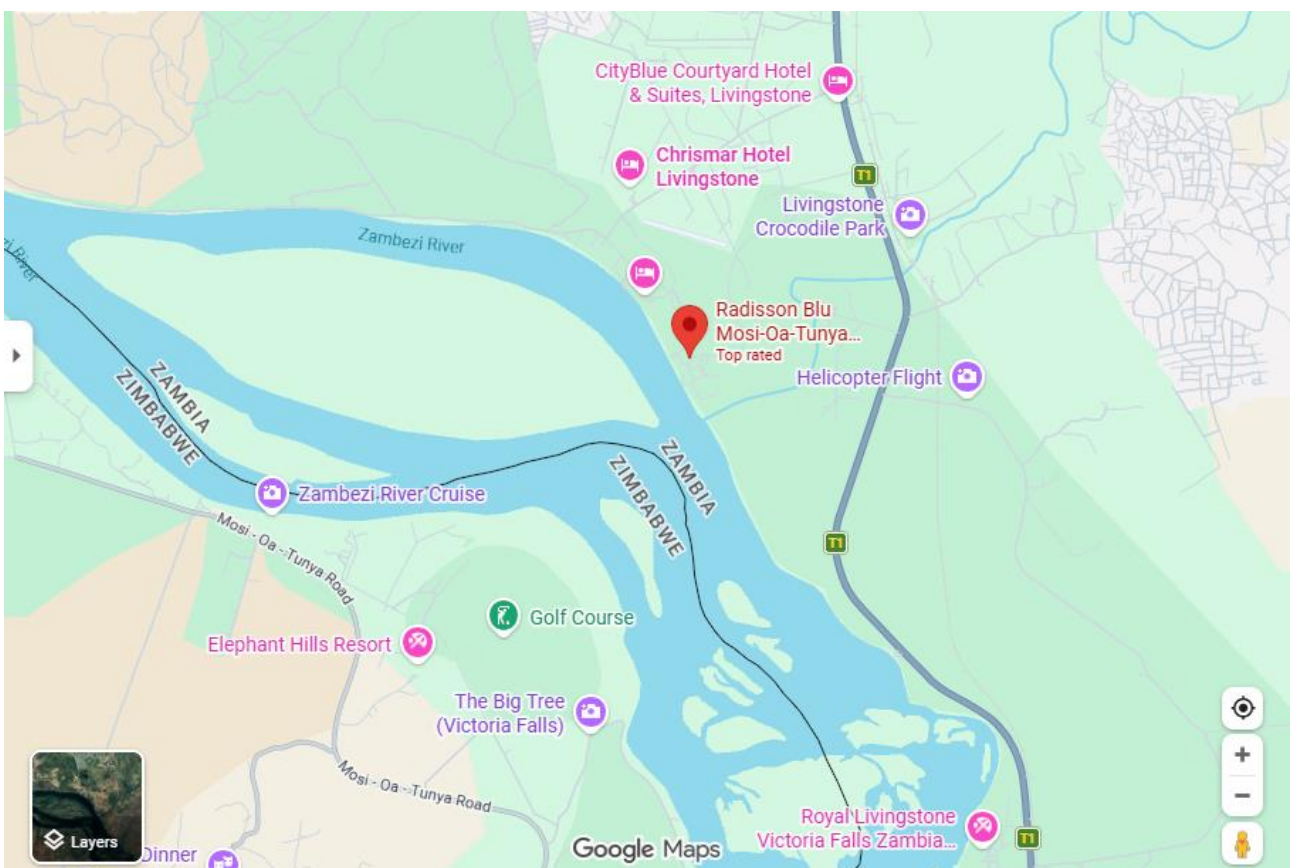 CityBlue Courtyard Hotel
& Suites, Livingstone
Chrismar Hotel
Livingstone
T1
Livingstone
Crocodile Park
Zambezi River
zi River
Radisson Blu
Mosi-Oa-Tunya...
Top rated
Helicopter Flight
ZAMBIA
ZIMBABWE
ZAMBIA
ZIMBABWE
Zambezi River Cruise
Mosi - Oa - Tunya Road
T1
Golf Course
Elephant Hills Resort
The Big Tree
(Victoria Falls)
Mosi - Oa - Tunya Road
Royal Livingstone
Victoria Falls Zambia...
T1
Layers
Dinner
Google Maps